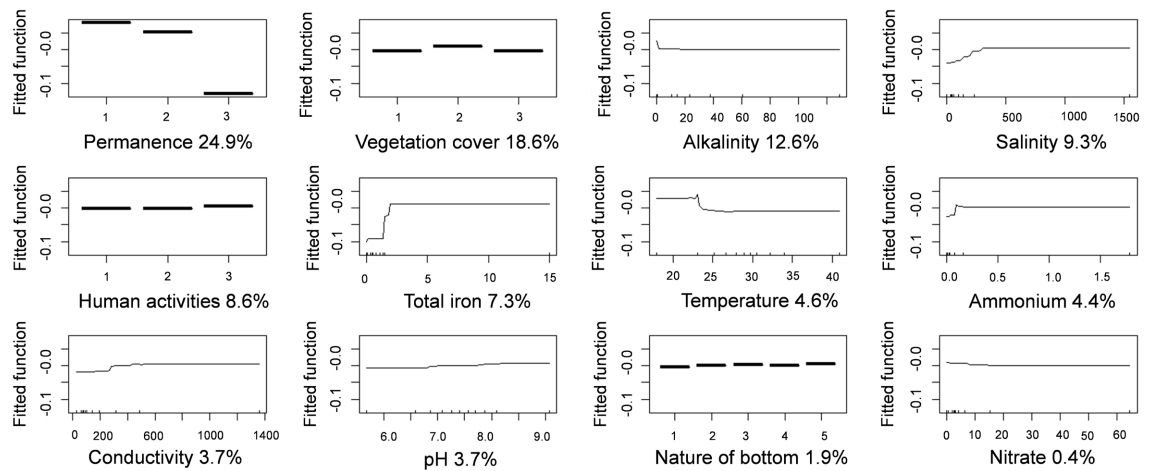 Fitted function
-0.0
-0.1
1 2 3
Permanence 24.9%
Fitted function
-0.0
-0.1
1 2 3
Vegetation cover 18.6%
Fitted function
-0.0
-0.1
0 20 40 60 80 100
Alkalinity 12.6%
Fitted function
-0.0
-0.1
0 500 1000 1500
Salinity 9.3%
Fitted function
-0.0
-0.1
1 2 3
Human activities 8.6%
Fitted function
-0.0
-0.1
0 5 10 15
Total iron 7.3%
Fitted function
-0.0
-0.1
20 25 30 35 40
Temperature 4.6%
Fitted function
-0.0
-0.1
0.0 0.5 1.0 1.5
Ammonium 4.4%
Fitted function
-0.0
-0.1
0 200 600 1000 1400
Conductivity 3.7%
Fitted function
-0.0
-0.1
6.0 7.0 8.0 9.0
pH 3.7%
Fitted function
-0.0
-0.1
1 2 3 4 5
Nature of bottom 1.9%
Fitted function
-0.0
-0.1
0 10 20 30 40 50 60
Nitrate 0.4%